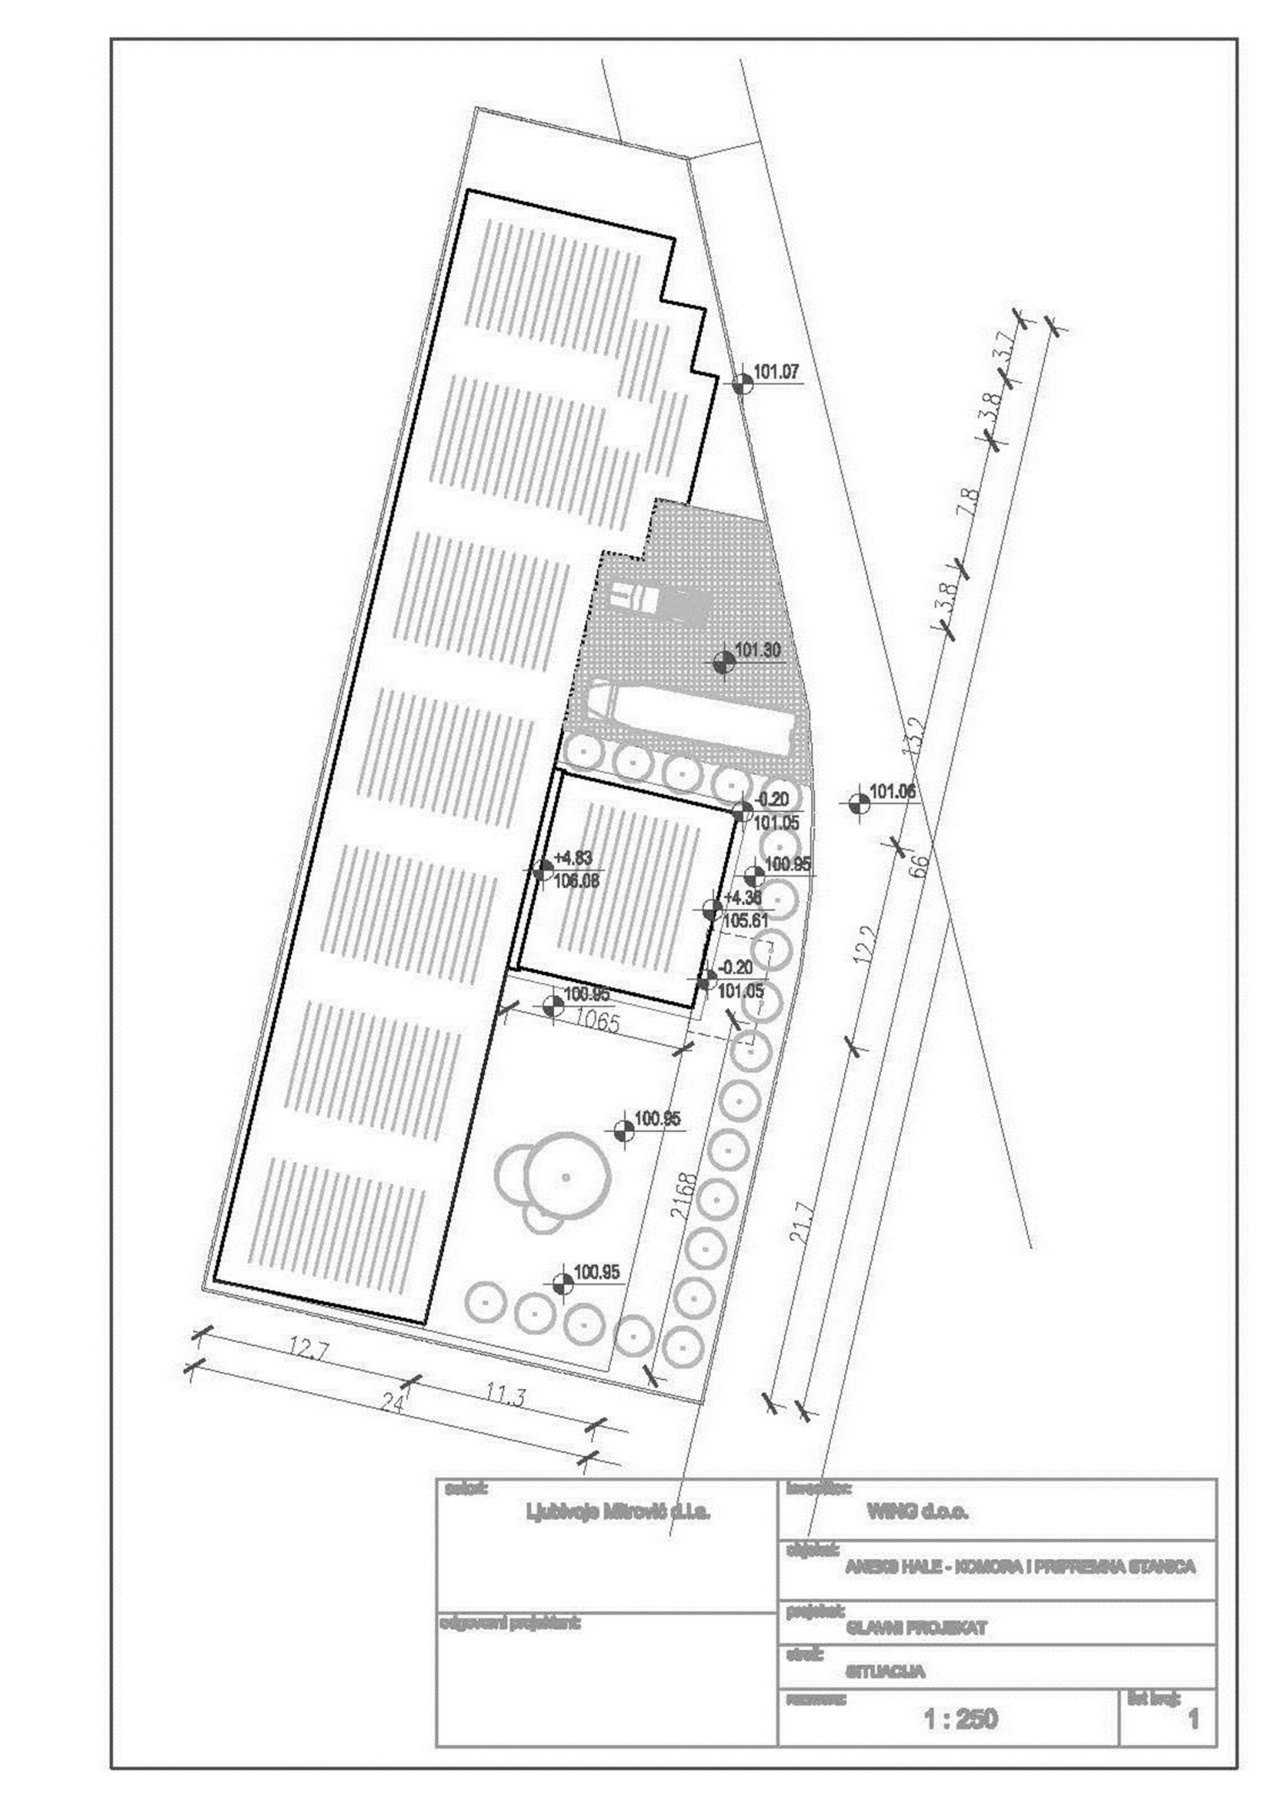 101.07
3.7
3.8
7.8
3.8
101.30
13.2
-0.20
101.05
101.06
+4.83
106.08
100.95
66
+4.36
105.61
12.2
-0.20
101.05
100.95
1065
100.95
2168
21.7
100.95
12.7
11.3
24
autori:
Ljubivoje Mitrović d.i.a.
investitor:
WING d.o.o.
objekat:
ANEKS HALE - KOMORA I PRIPREMNA STANICA
odgovorni projektant:
projekat:
GLAVNI PROJEKAT
SITUACIJA
razmera:
1 : 250
list broj:
1